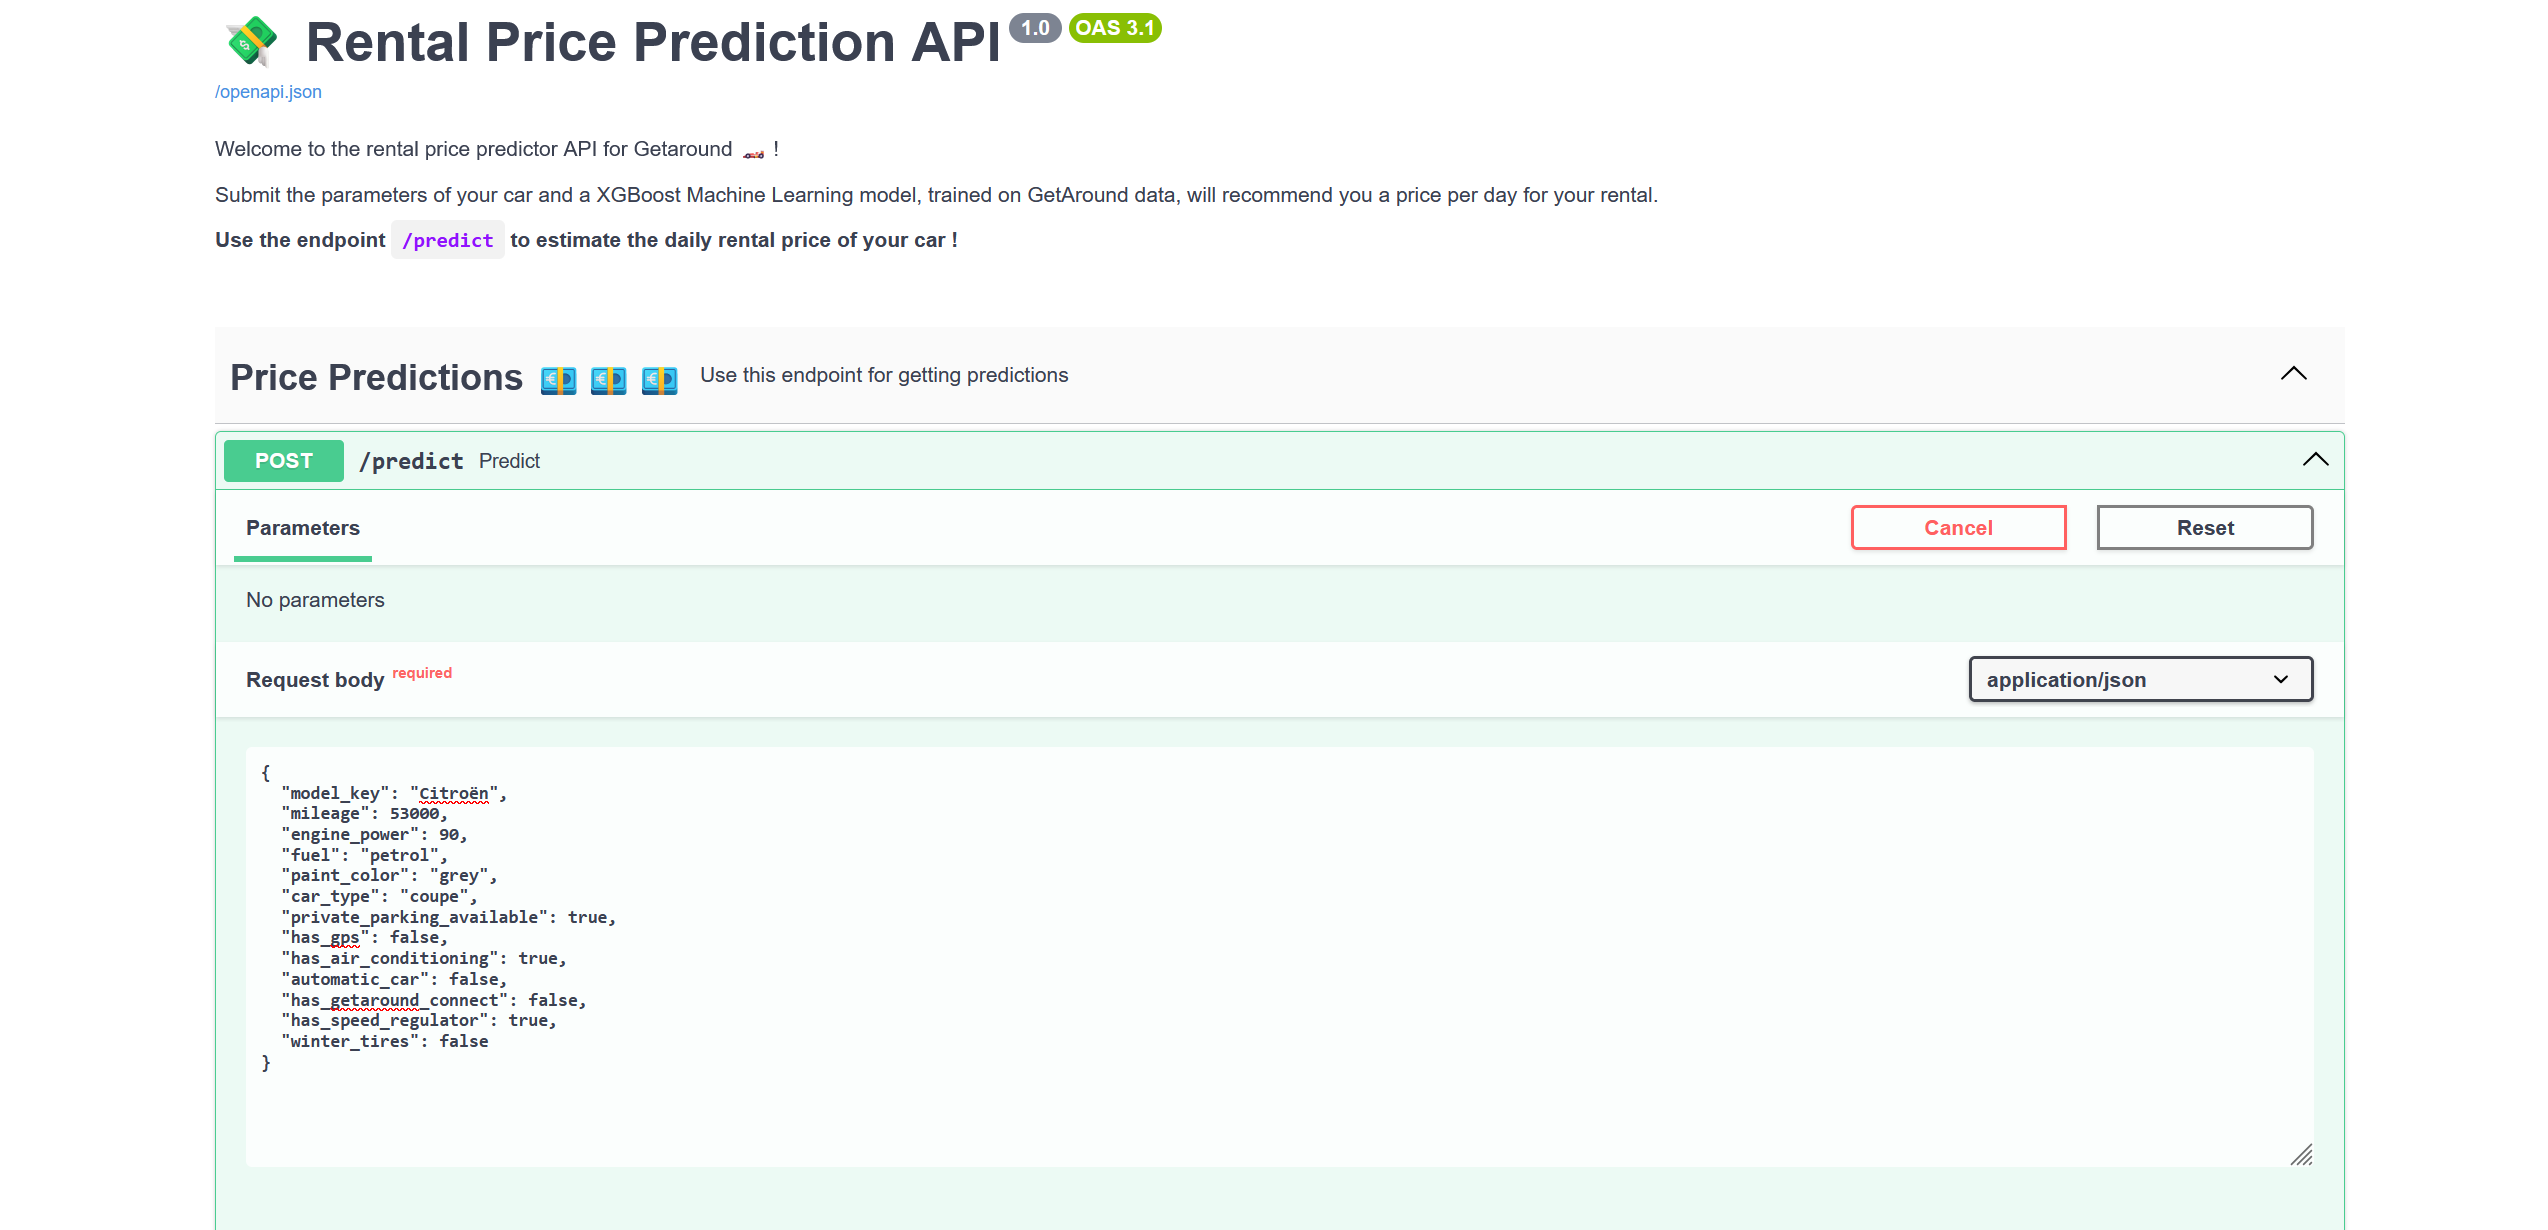 Rental Price Prediction API 1.0 OAS 3.1
/openapi.json
Welcome to the rental price predictor API for Getaround !
Submit the parameters of your car and a XGBoost Machine Learning model, trained on GetAround data, will recommend you a price per day for your rental.
Use the endpoint /predict to estimate the daily rental price of your car !
Price Predictions Use this endpoint for getting predictions
POST /predict Predict
Parameters Cancel Reset
No parameters
Request body required application/json
{
  "model_key": "Citroën",
  "mileage": 53000,
  "engine_power": 90,
  "fuel": "petrol",
  "paint_color": "grey",
  "car_type": "coupe",
  "private_parking_available": true,
  "has_gps": false,
  "has_air_conditioning": true,
  "automatic_car": false,
  "has_getaround_connect": false,
  "has_speed_regulator": true,
  "winter_tires": false
}